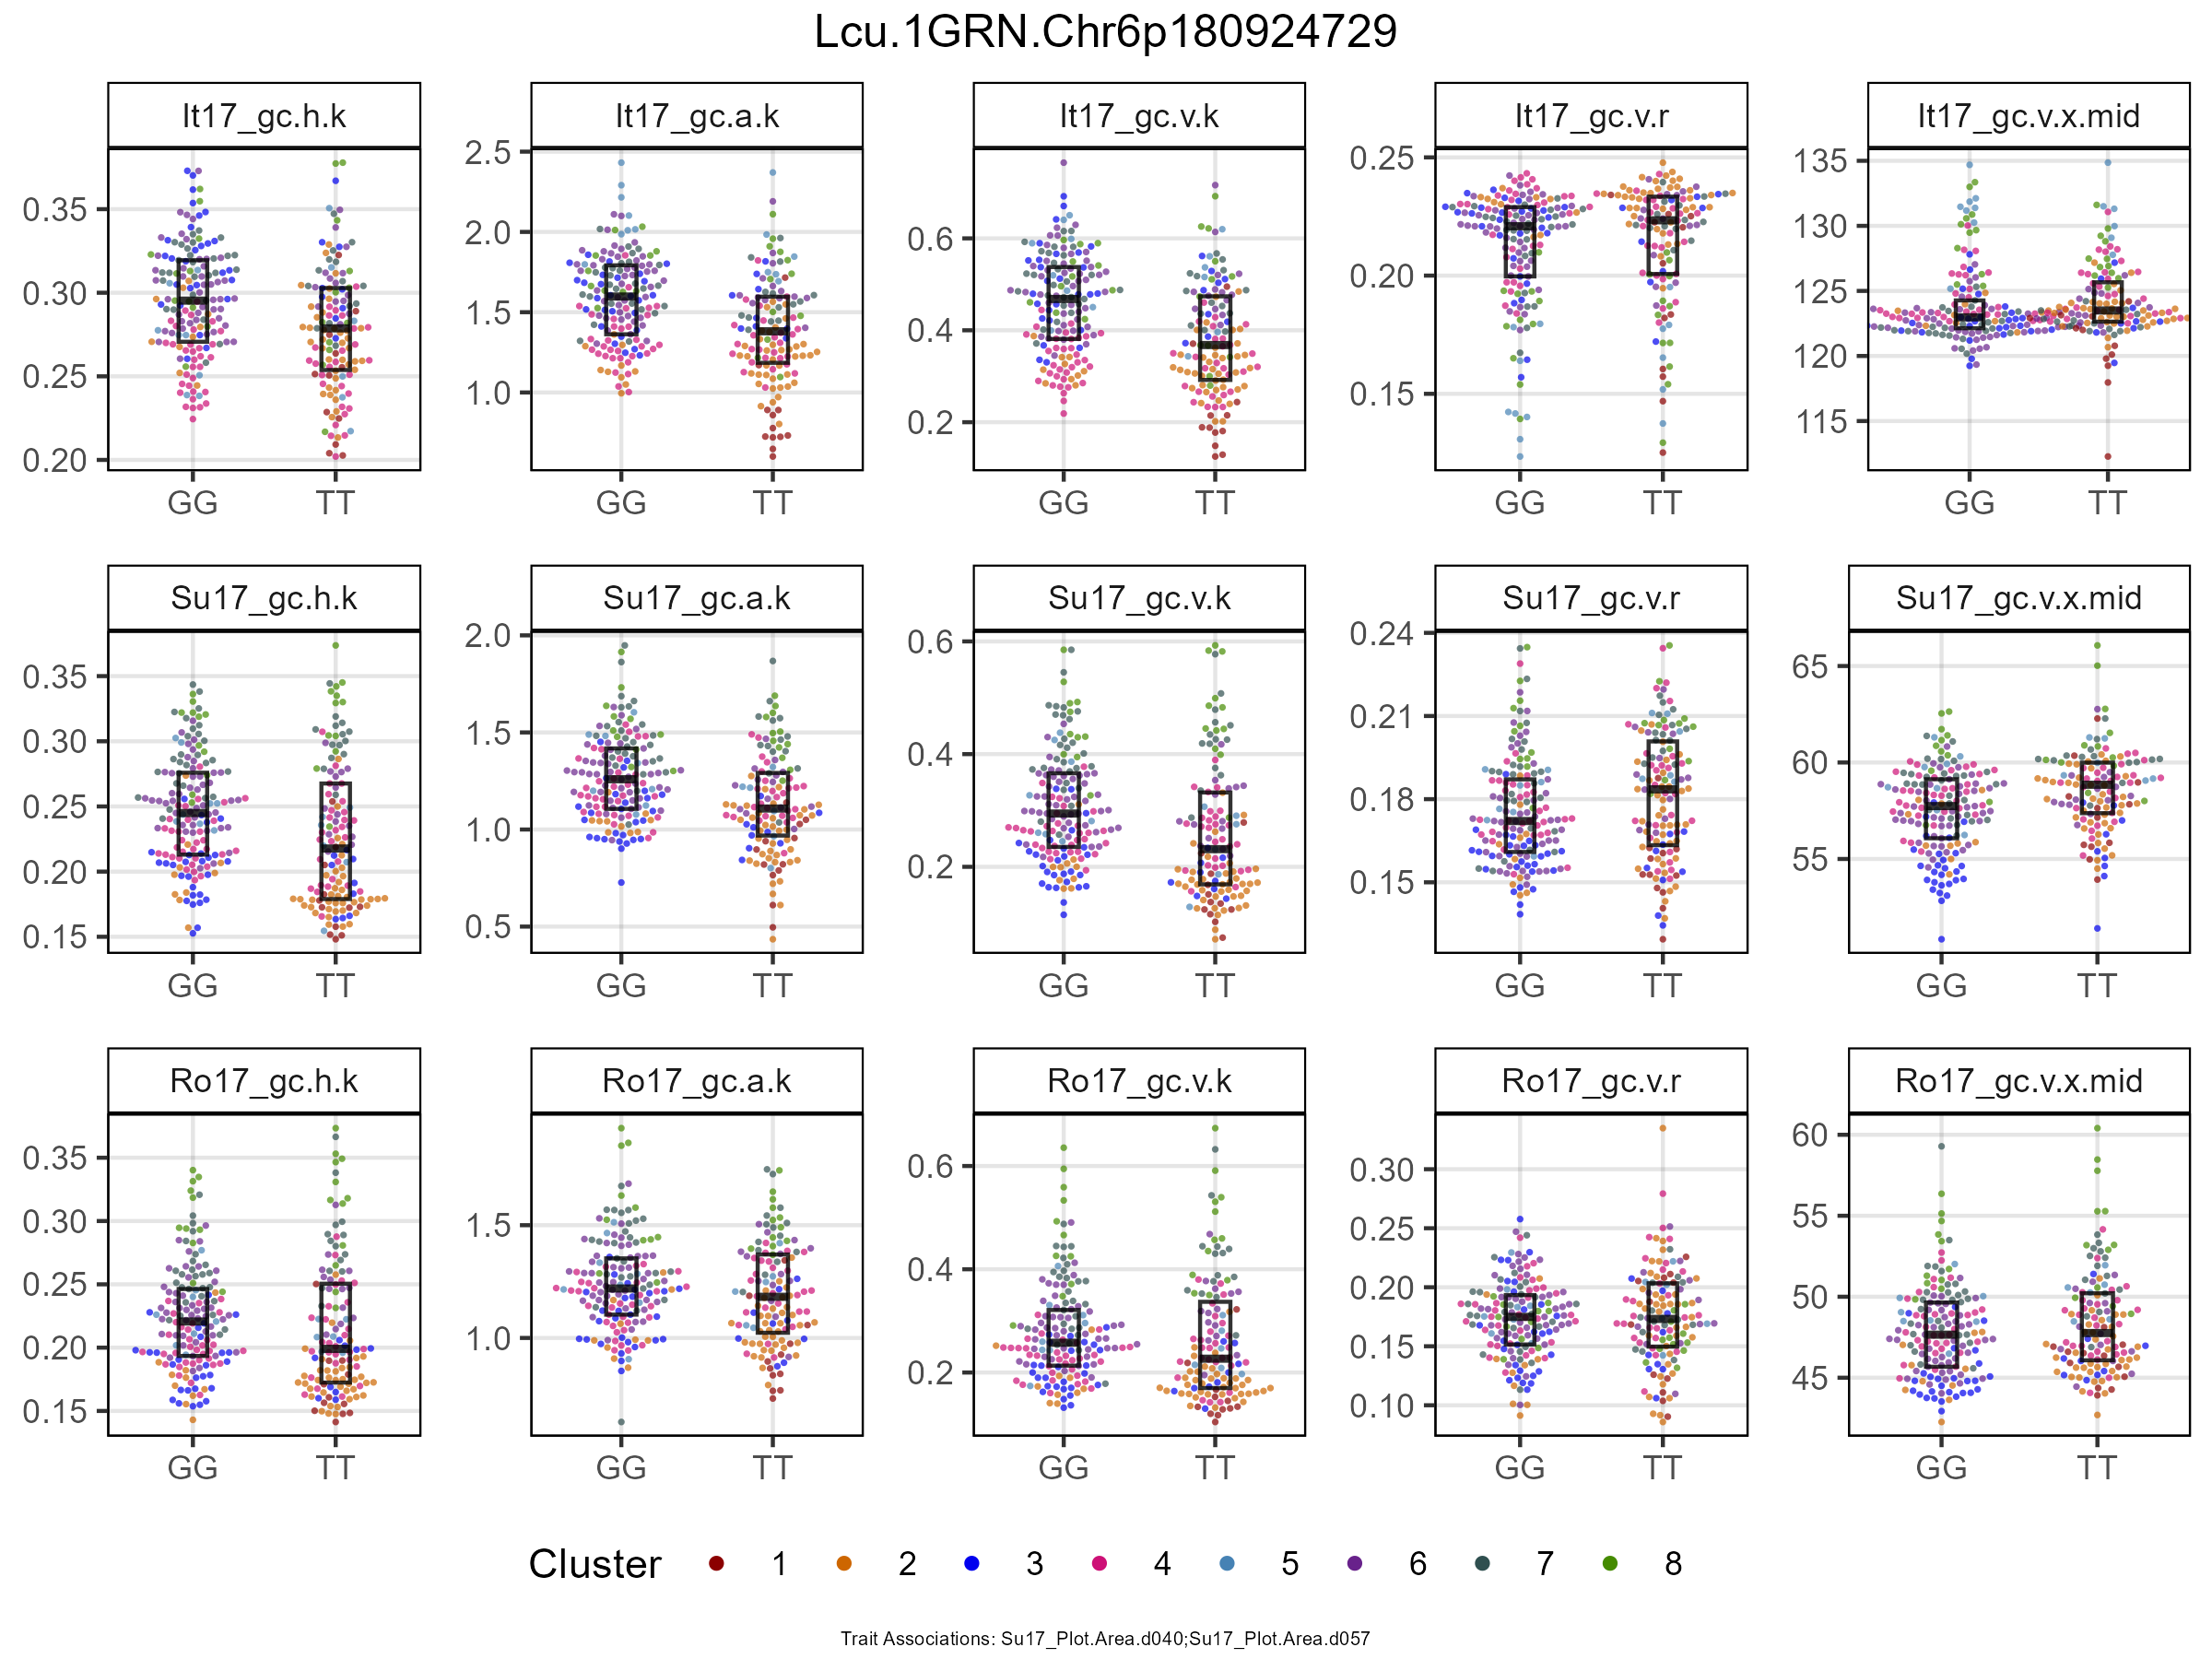 Lcu.1GRN.Chr6p180924729
It17_gc.h.k It17_gc.a.k It17_gc.v.k It17_gc.v.r It17_gc.v.x.mid
0.35 0.30 0.25 0.20
2.5 2.0 1.5 1.0
0.6 0.4 0.2
0.25 0.20 0.15
135 130 125 120 115
GG TT GG TT GG TT GG TT GG TT
Su17_gc.h.k Su17_gc.a.k Su17_gc.v.k Su17_gc.v.r Su17_gc.v.x.mid
0.35 0.30 0.25 0.20 0.15
2.0 1.5 1.0 0.5
0.6 0.4 0.2
0.24 0.21 0.18 0.15
65 60 55
GG TT GG TT GG TT GG TT GG TT
Ro17_gc.h.k Ro17_gc.a.k Ro17_gc.v.k Ro17_gc.v.r Ro17_gc.v.x.mid
0.35 0.30 0.25 0.20 0.15
1.5 1.0
0.6 0.4 0.2
0.30 0.25 0.20 0.15 0.10
60 55 50 45
GG TT GG TT GG TT GG TT GG TT
Cluster 1 2 3 4 5 6 7 8
Trait Associations: Su17_Plot.Area.d040;Su17_Plot.Area.d057